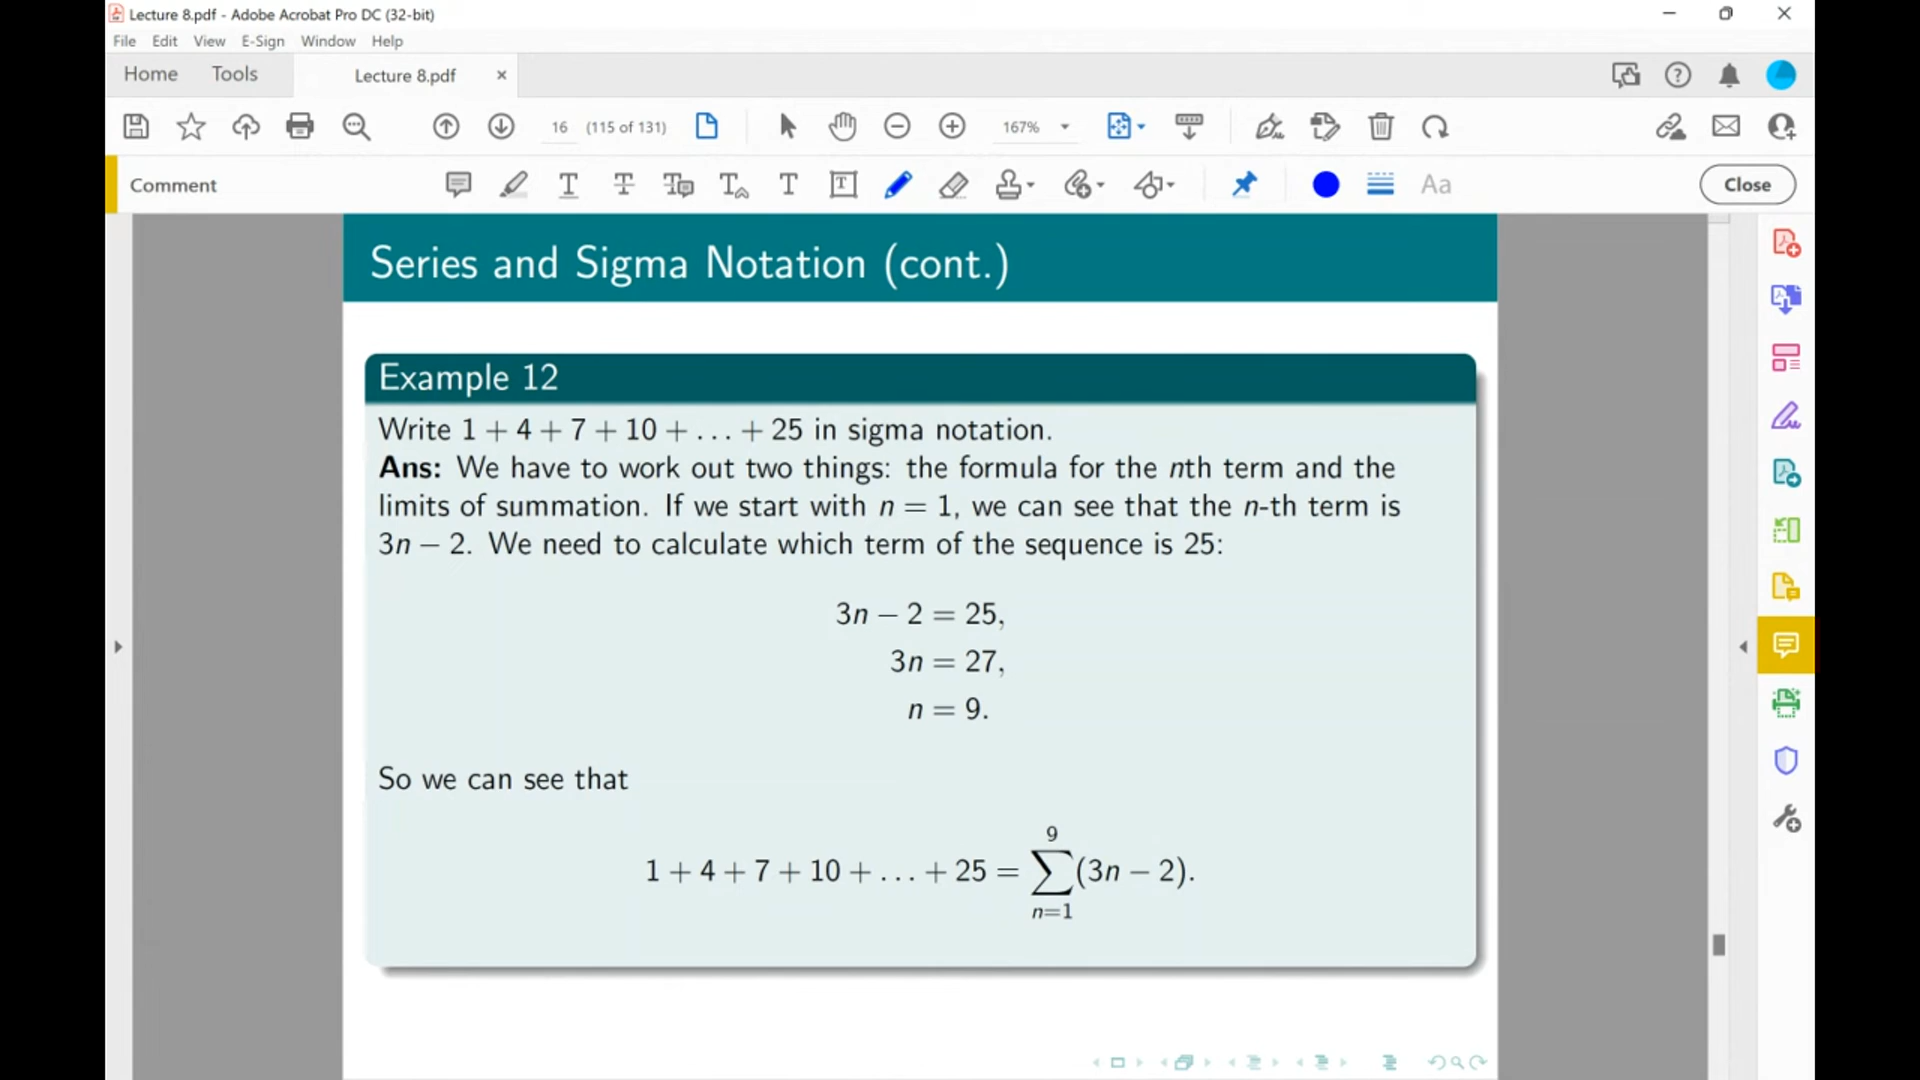 Lecture 8.pdf - Adobe Acrobat Pro DC (32-bit)
File Edit View E-Sign Window Help
Home Tools Lecture 8.pdf ×
16 (115 of 131) 167%
Comment Aa Close
Series and Sigma Notation (cont.)
Example 12
Write 1 + 4 + 7 + 10 + . . . + 25 in sigma notation.
Ans: We have to work out two things: the formula for the nth term and the
limits of summation. If we start with n = 1, we can see that the n-th term is
3n − 2. We need to calculate which term of the sequence is 25:
3n − 2 = 25,
3n = 27,
n = 9.
So we can see that
9
1 + 4 + 7 + 10 + . . . + 25 = ∑(3n − 2).
n=1